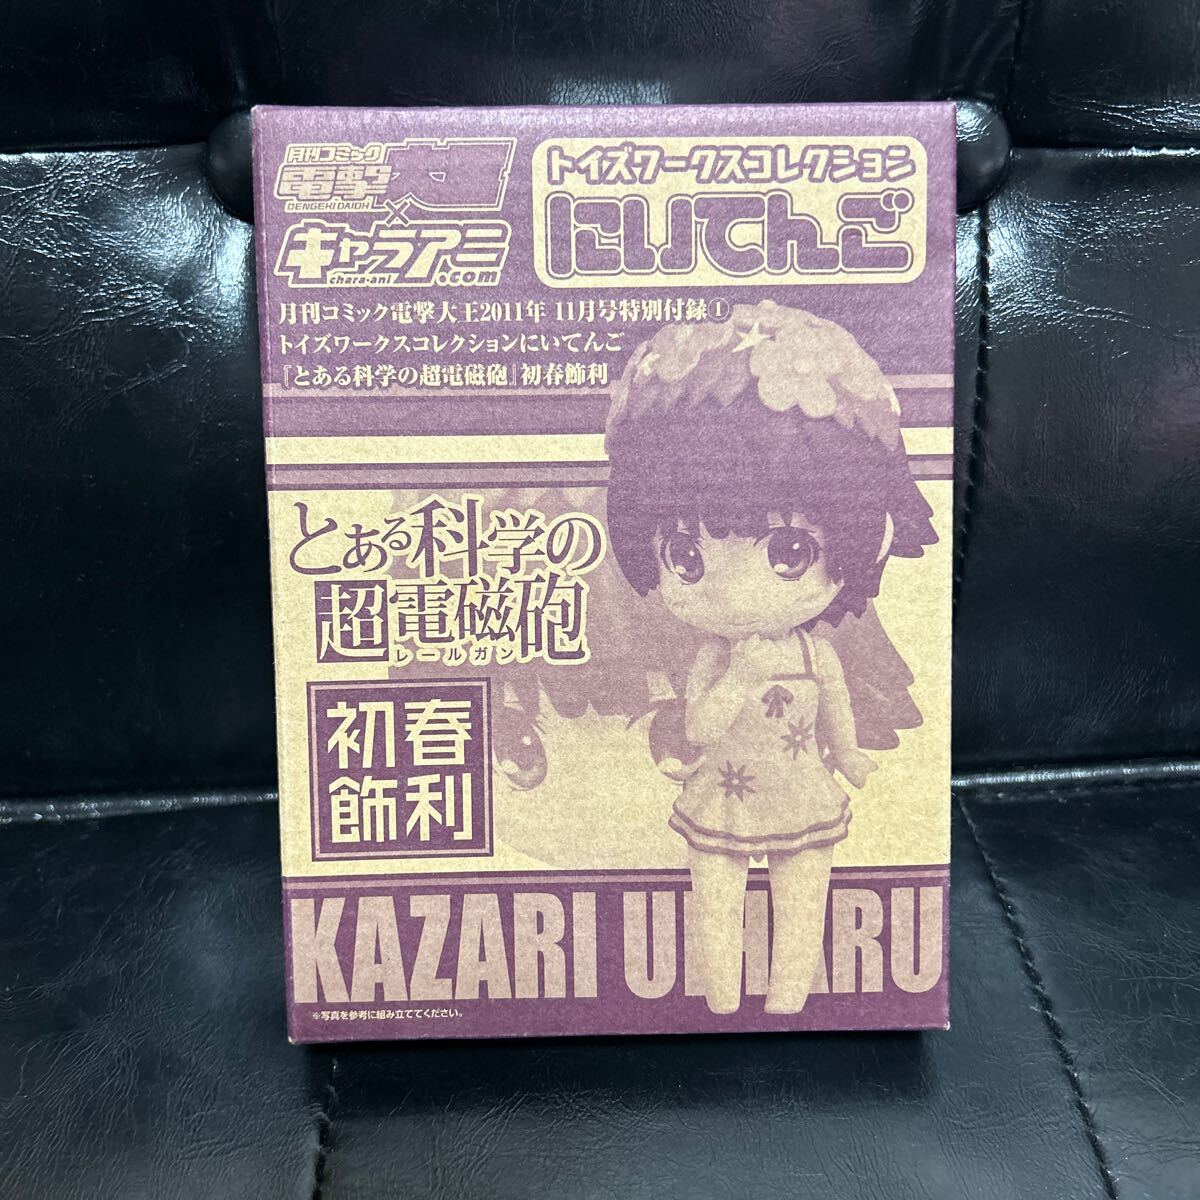 月刊コミック
電撃大王
DENGEKI DAIOH
×
キャラアニ
chara-ani.com
トイズワークスコレクション
にいてんご
月刊コミック電撃大王2011年 11月号特別付録①
トイズワークスコレクションにいてんご
『とある科学の超電磁砲』初春飾利
とある科学の
超電磁砲
レールガン
初春
飾利
KAZARI UIHARU
※写真を参考に組み立ててください。